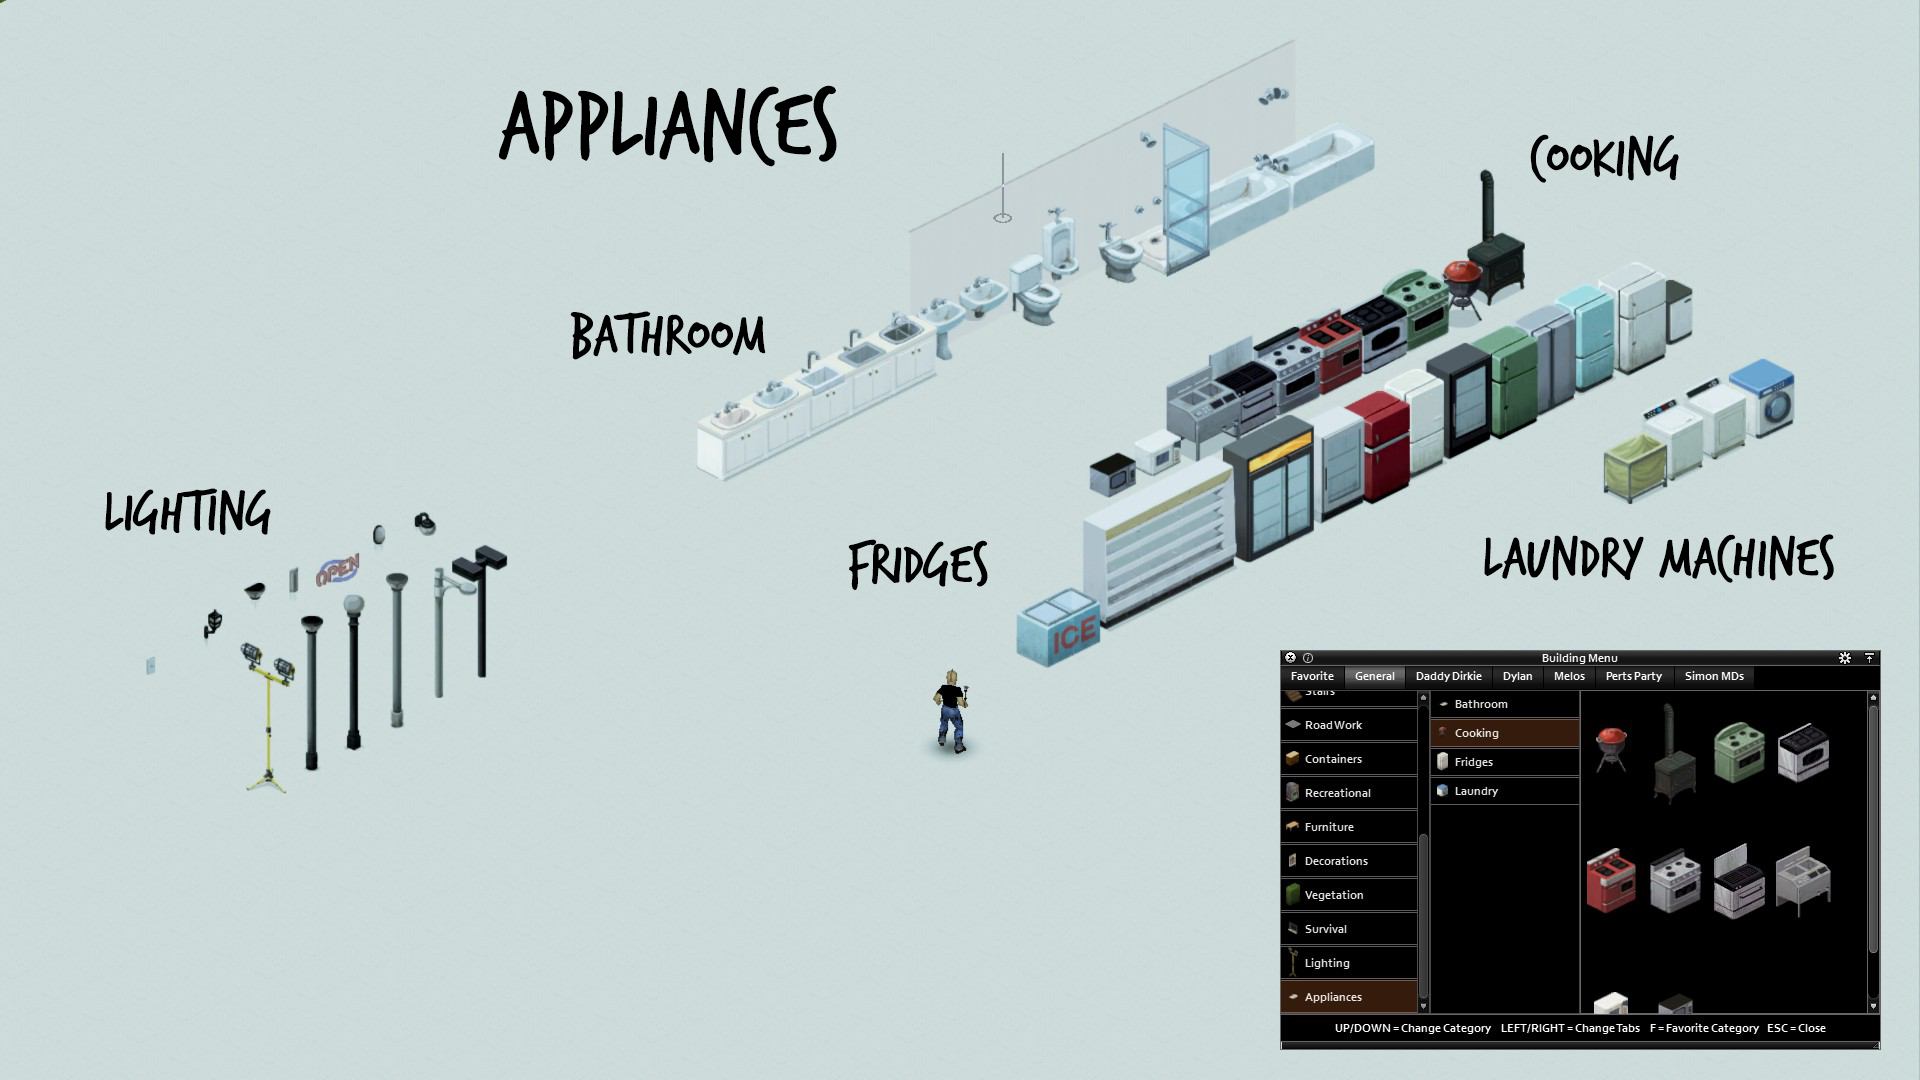 APPLIANCES
COOKING
BATHROOM
LIGHTING
OPEN
FRIDGES
LAUNDRY MACHINES
ICE
Building Menu
Favorite General Daddy Dirkie Dylan Melos Perts Party Simon MDs
Stairs
Road Work
Containers
Recreational
Furniture
Decorations
Vegetation
Survival
Lighting
Appliances
Bathroom
Cooking
Fridges
Laundry
UP/DOWN = Change Category LEFT/RIGHT = Change Tabs F = Favorite Category ESC = Close